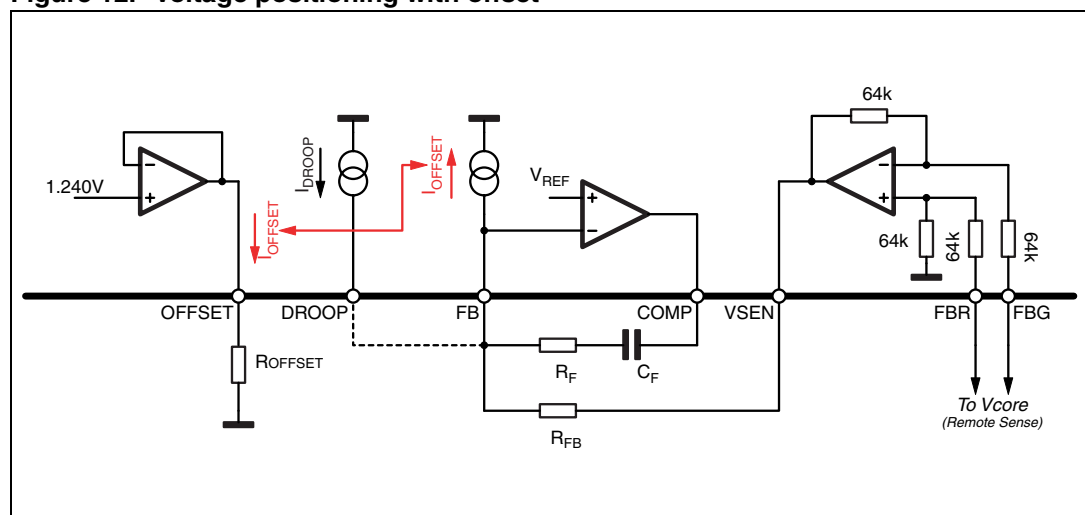 Figure 12. Voltage positioning with offset
64k
1.240V
IDROOP
IOFFSET
IOFFSET
VREF
64k
64k
64k
OFFSET
DROOP
FB
COMP
VSEN
FBR
FBG
ROFFSET
RF
CF
RFB
To Vcore
(Remote Sense)